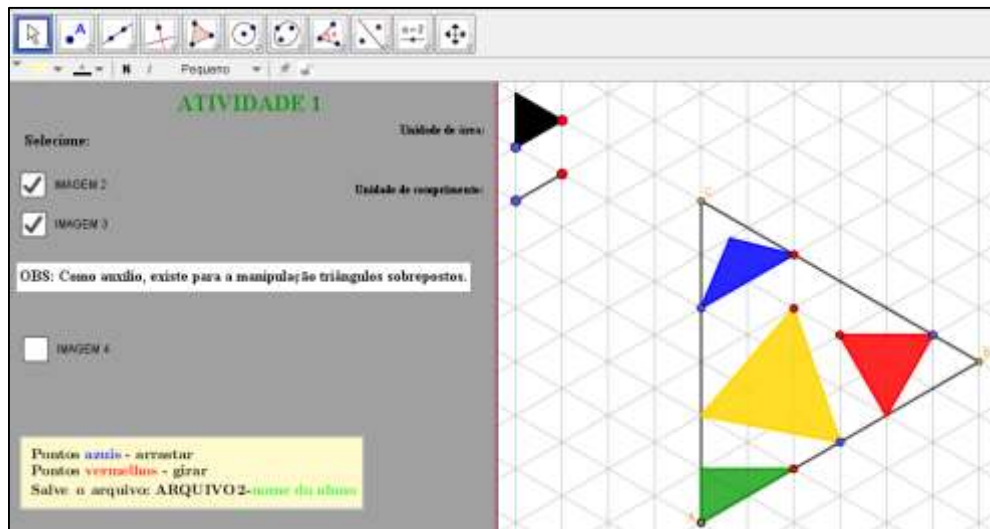 A
a=2
N I Pequeno
ATIVIDADE 1
Unidade de área:
Selecione:
IMAGEM 2
Unidade de comprimento:
IMAGEM 3
OBS: Como auxílio, existe para a manipulação triângulos sobrepostos.
IMAGEM 4
Pontos azuis - arrastar
Pontos vermelhos - girar
Salve o arquivo: ARQUIVO 2-nome do aluno
C
B
A